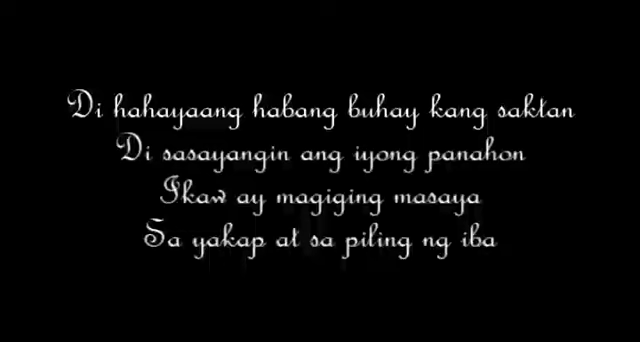 Di hahayaang habang buhay kang saktan
Di sasayangin ang iyong panahon
Ikaw ay magiging masaya
Sa yakap at sa piling ng iba